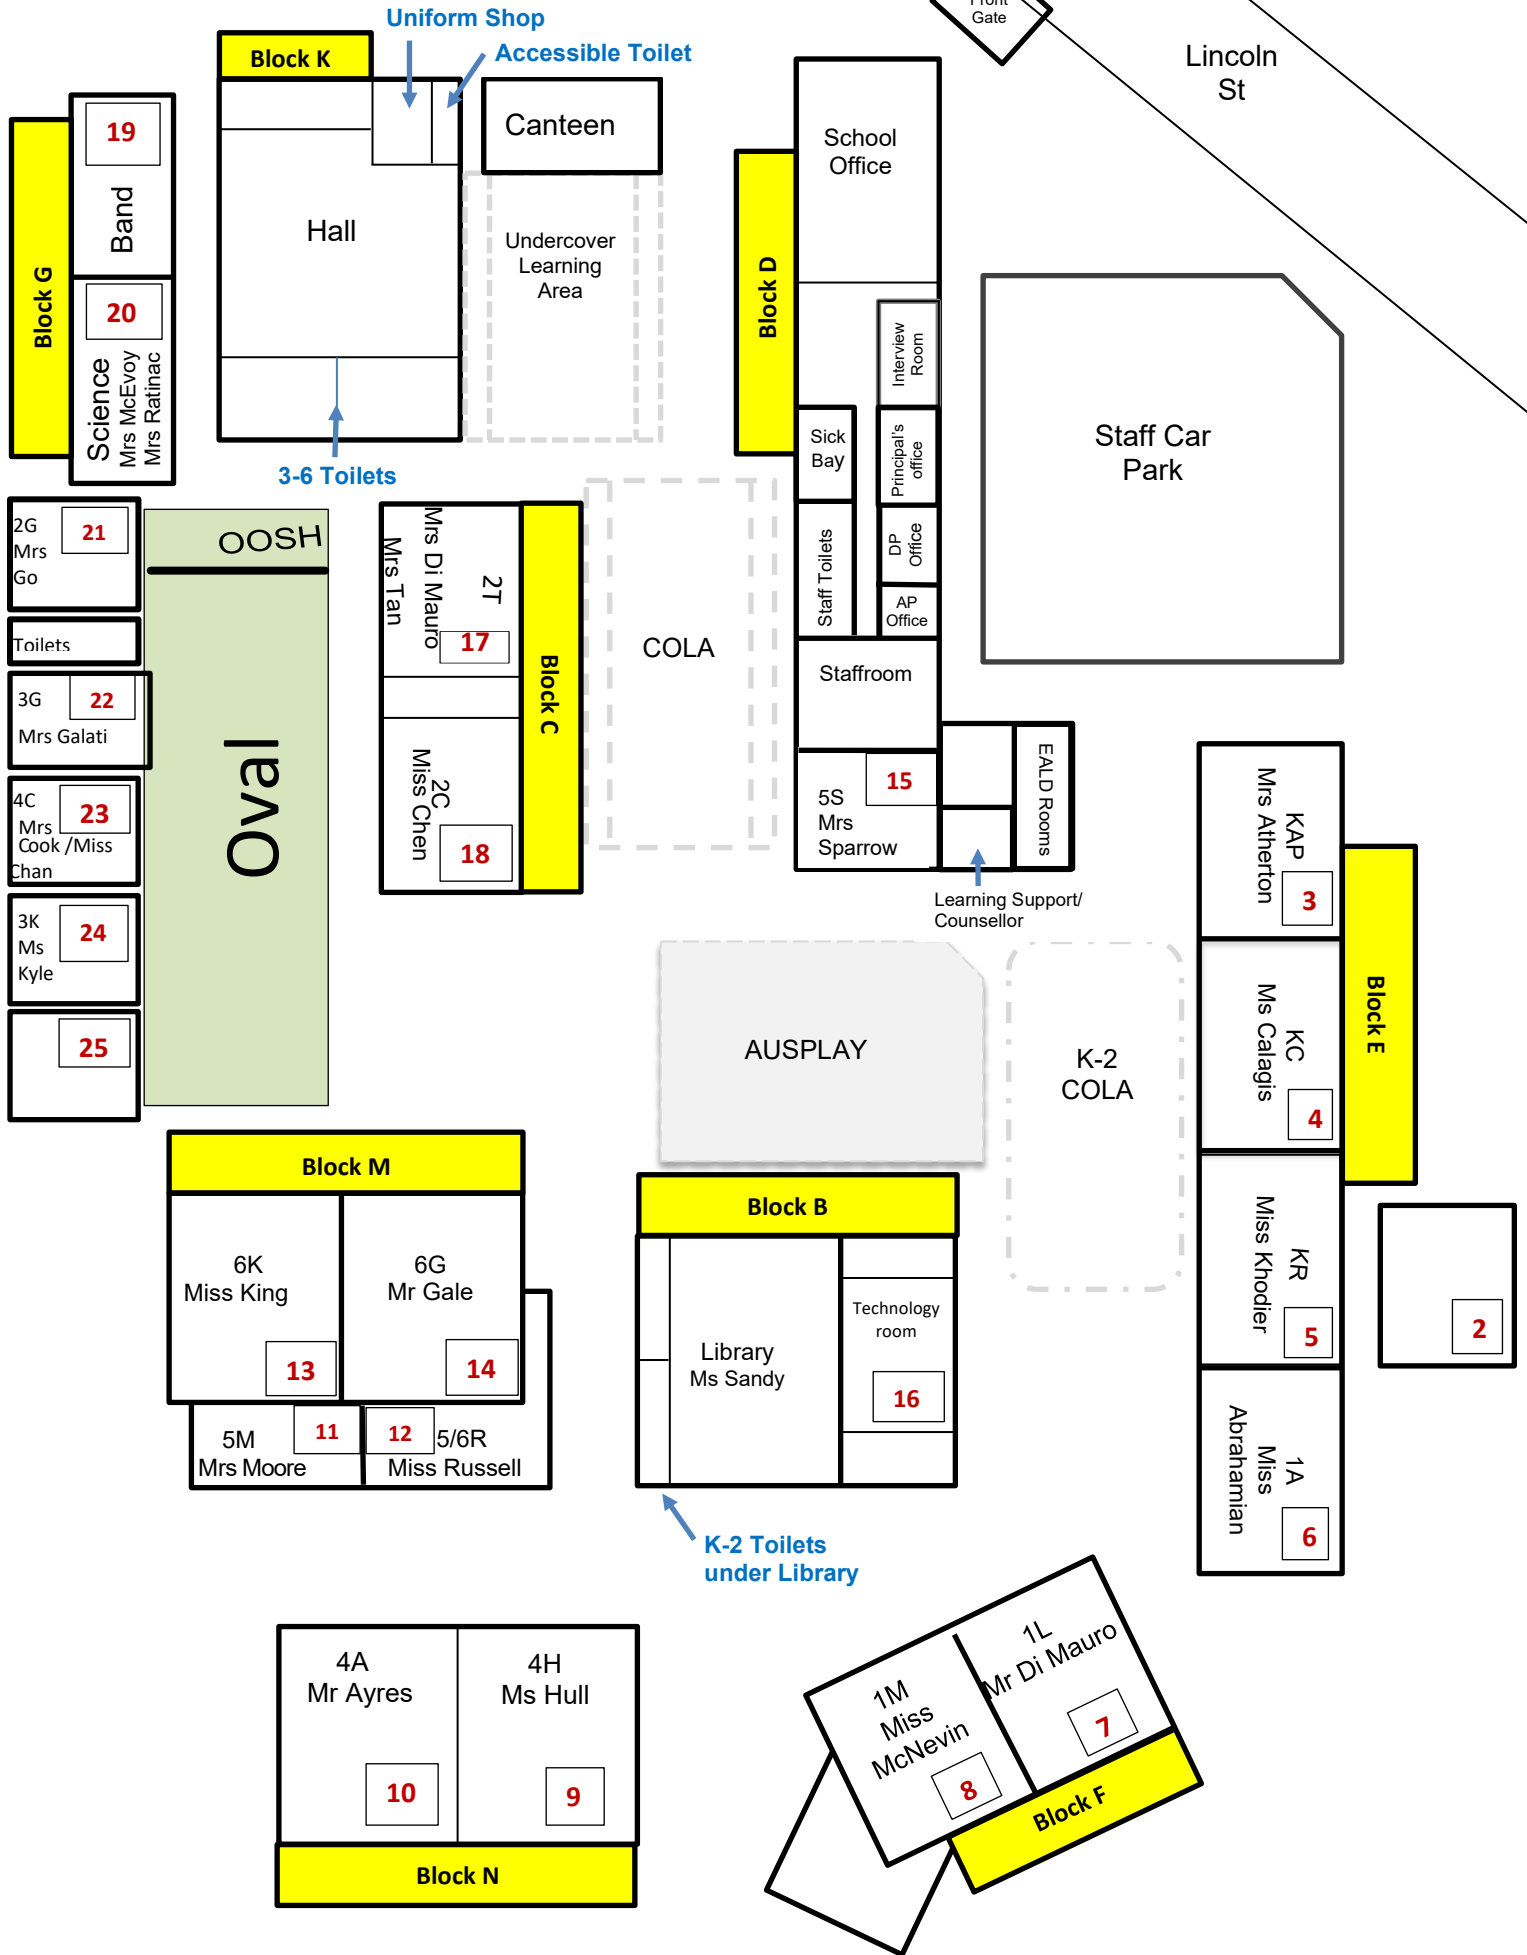 Front
Gate
Lincoln
St
Uniform Shop
Accessible Toilet
Block K
Canteen
Hall
Undercover
Learning
Area
3-6 Toilets
19
Band
Block G
20
Science
Mrs McEvoy
Mrs Ratinac
School
Office
Block D
Interview
Room
Sick
Bay
Principal's
office
Staff Toilets
DP
Office
AP
Office
Staffroom
15
5S
Mrs
Sparrow
EALD Rooms
Learning Support/
Counsellor
Staff Car
Park
2G
Mrs
Go
21
Toilets
3G
22
Mrs Galati
4C
Mrs
Cook /Miss
Chan
23
3K
Ms
Kyle
24
25
OOSH
Oval
2T
Mrs Di Mauro
Mrs Tan
17
Block C
2C
Miss Chen
18
COLA
KAP
Mrs Atherton
3
KC
Ms Calagis
4
Block E
KR
Miss Khodier
5
1A
Miss
Abrahamian
6
2
AUSPLAY
K-2
COLA
Block M
6K
Miss King
13
6G
Mr Gale
14
5M
Mrs Moore
11
12
5/6R
Miss Russell
Block B
Library
Ms Sandy
Technology
room
16
K-2 Toilets
under Library
4A
Mr Ayres
10
4H
Ms Hull
9
Block N
1L
Mr Di Mauro
7
1M
Miss
McNevin
8
Block F